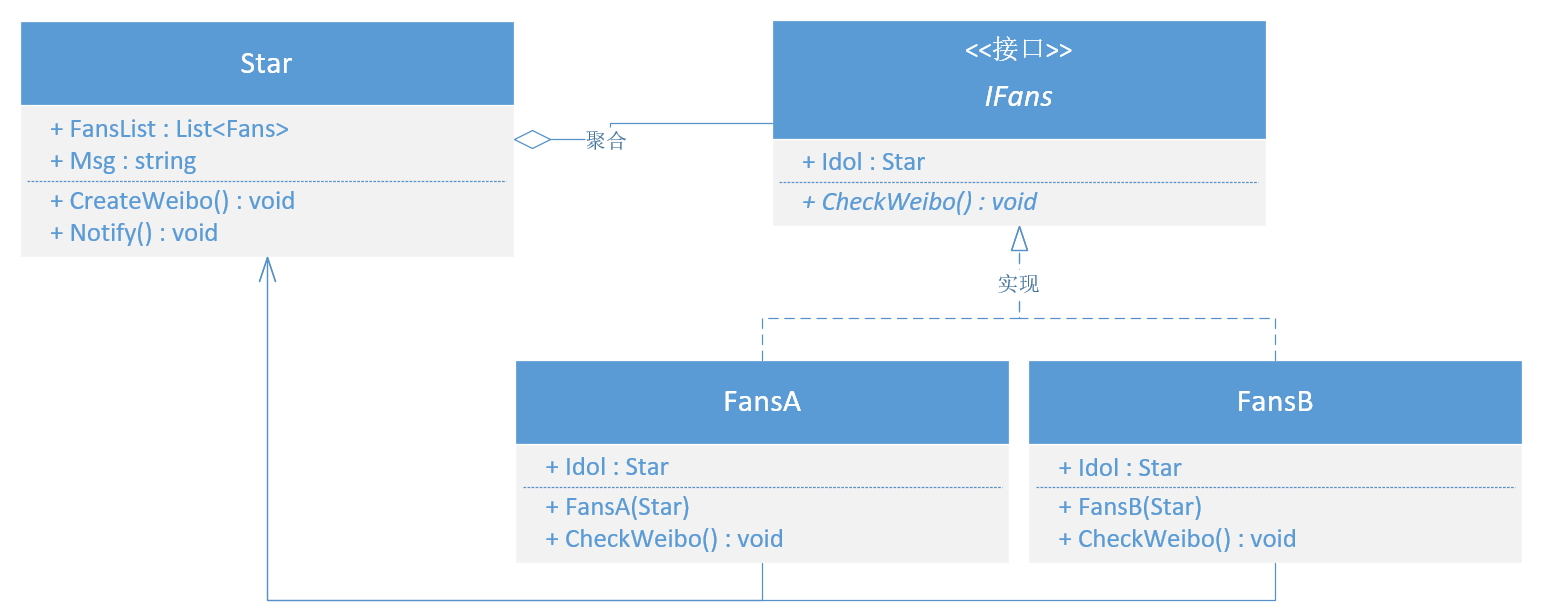 Star
+ FansList : List<Fans>
+ Msg : string
+ CreateWeibo() : void
+ Notify() : void
聚合
<<接口>>
IFans
+ Idol : Star
+ CheckWeibo() : void
实现
FansA
+ Idol : Star
+ FansA(Star)
+ CheckWeibo() : void
FansB
+ Idol : Star
+ FansB(Star)
+ CheckWeibo() : void